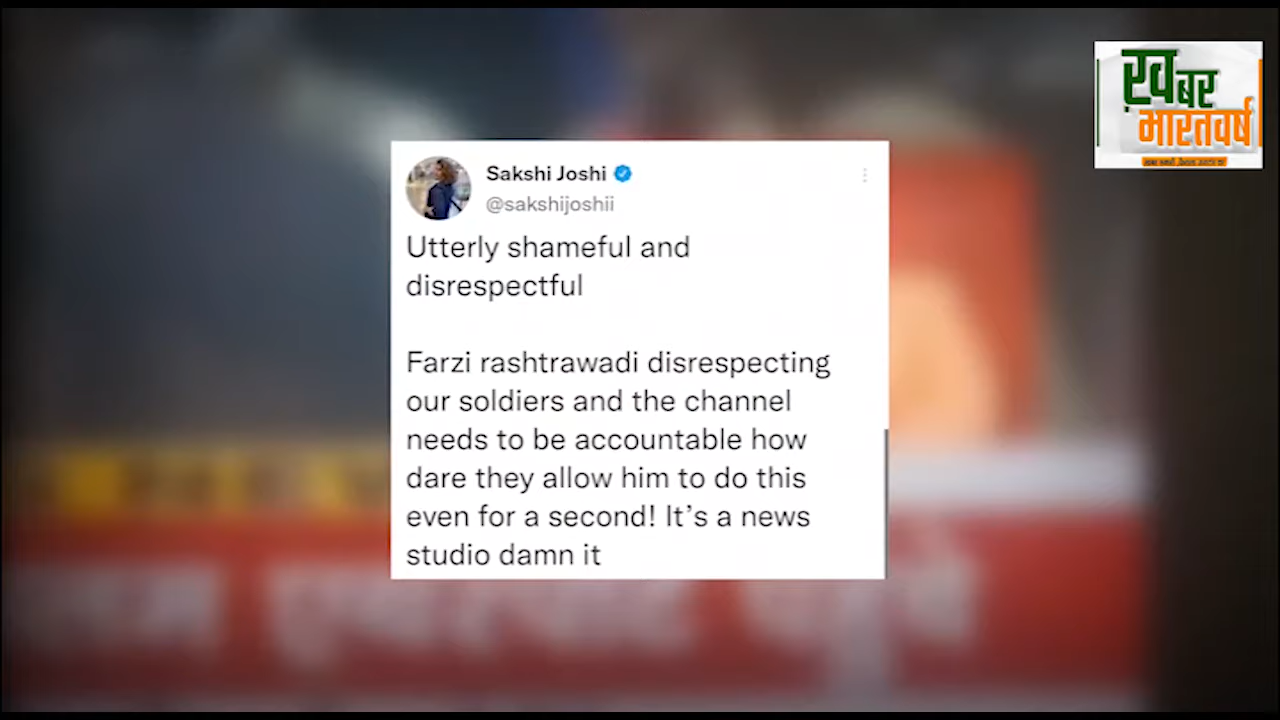 ख़बर
भारतवर्ष
Sakshi Joshi
@sakshijoshii
Utterly shameful and
disrespectful
Farzi rashtrawadi disrespecting
our soldiers and the channel
needs to be accountable how
dare they allow him to do this
even for a second! It’s a news
studio damn it